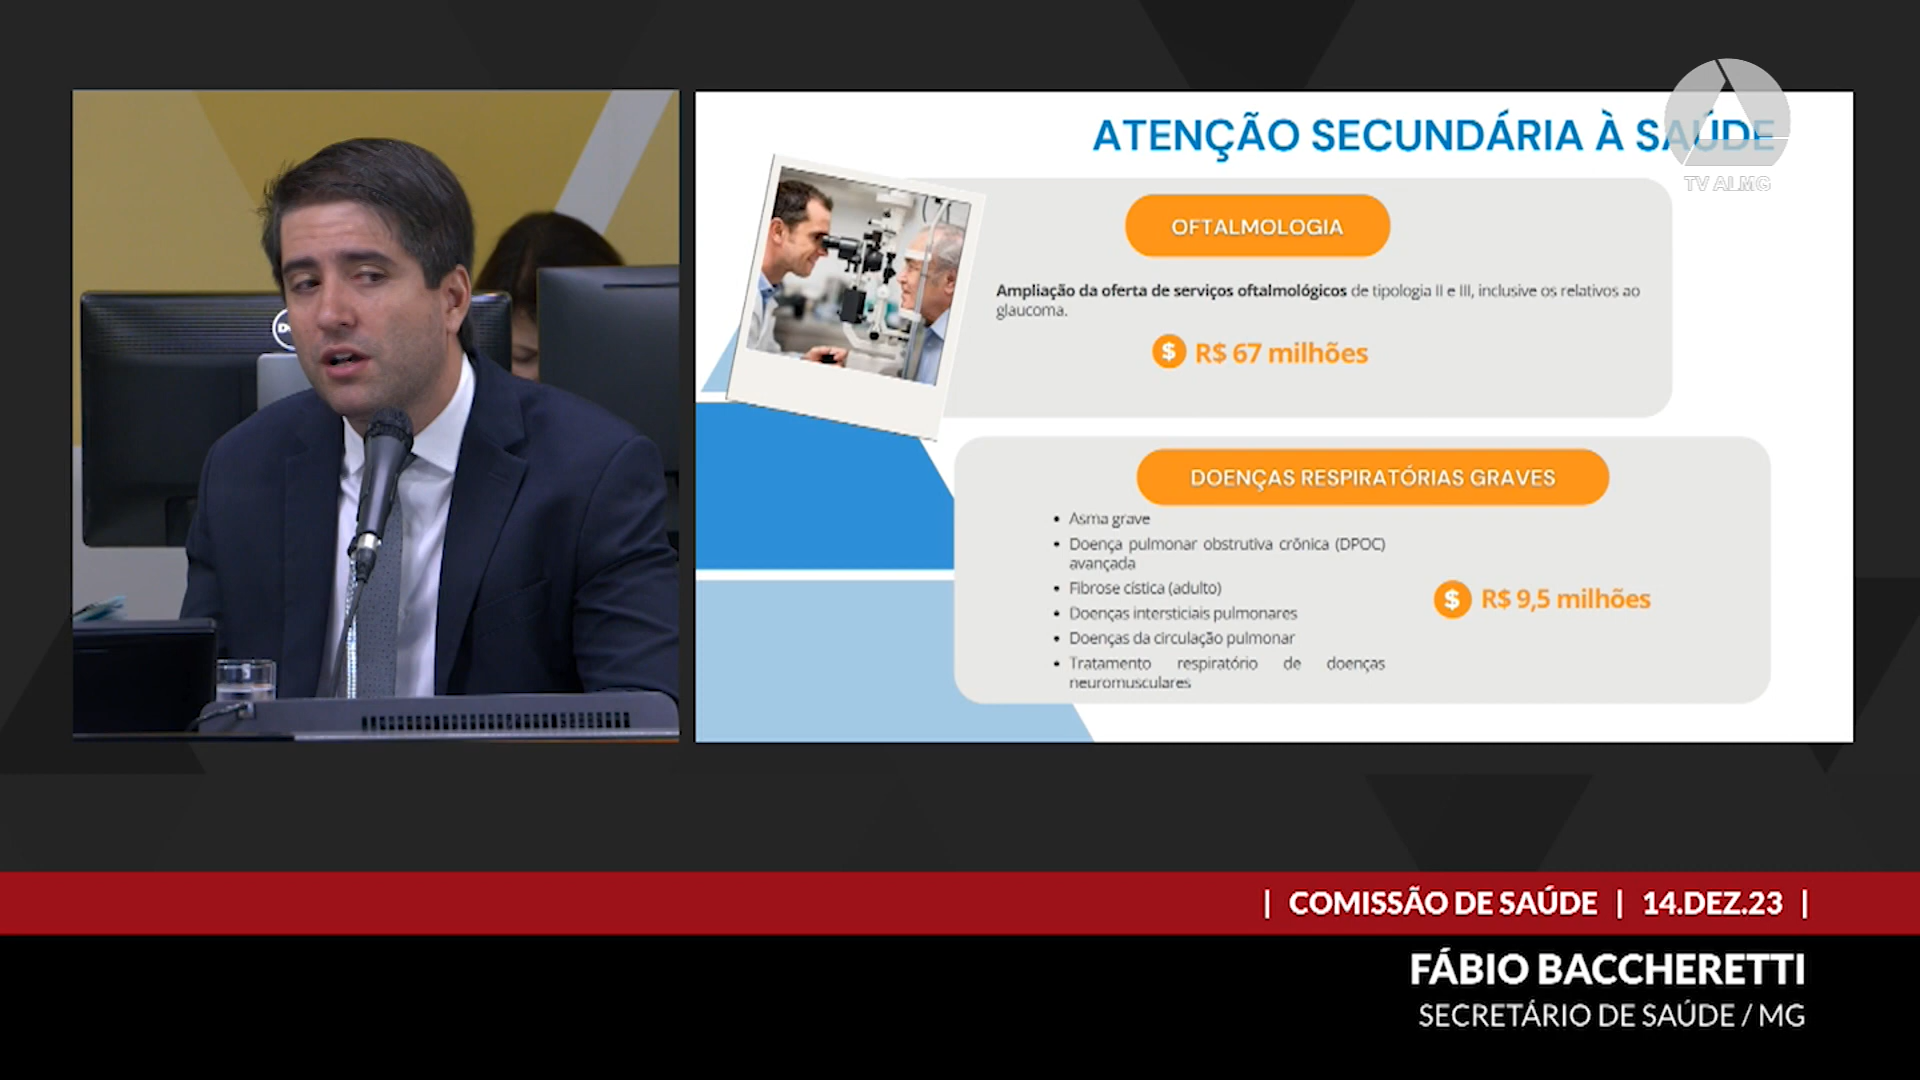 ATENÇÃO SECUNDÁRIA À SAÚDE
TV ALMG
OFTALMOLOGIA
Ampliação da oferta de serviços oftalmológicos de tipologia II e III, inclusive os relativos ao
glaucoma.
$ R$ 67 milhões
DOENÇAS RESPIRATÓRIAS GRAVES
• Asma grave
• Doença pulmonar obstrutiva crônica (DPOC)
avançada
• Fibrose cística (adulto)
• Doenças intersticiais pulmonares
• Doenças da circulação pulmonar
• Tratamento respiratório de doenças
neuromusculares
$ R$ 9,5 milhões
| COMISSÃO DE SAÚDE | 14.DEZ.23 |
FÁBIO BACCHERETTI
SECRETÁRIO DE SAÚDE / MG